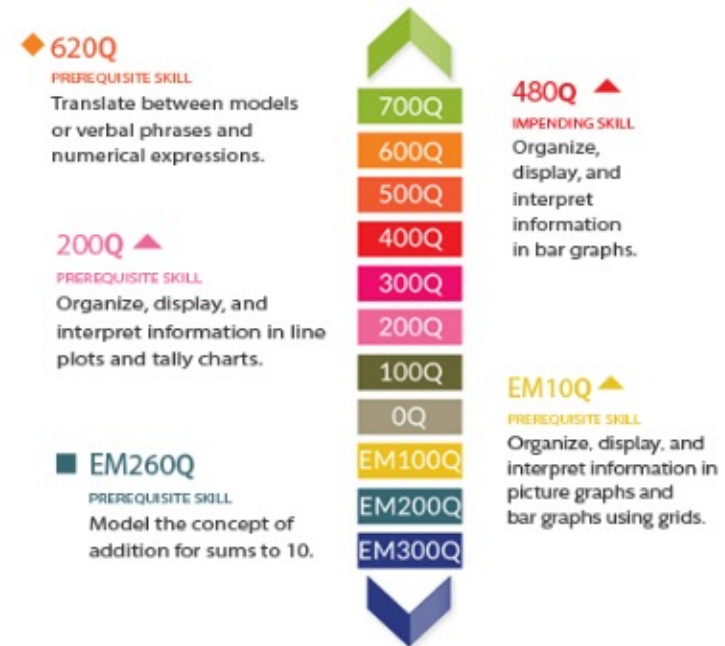 620Q
PREREQUISITE SKILL
Translate between models
or verbal phrases and
numerical expressions.
200Q
PREREQUISITE SKILL
Organize, display, and
interpret information in line
plots and tally charts.
EM260Q
PREREQUISITE SKILL
Model the concept of
addition for sums to 10.
700Q
600Q
500Q
400Q
300Q
200Q
100Q
0Q
EM100Q
EM200Q
EM300Q
480Q
IMPENDING SKILL
Organize,
display, and
interpret
information
in bar graphs.
EM10Q
PREREQUISITE SKILL
Organize, display, and
interpret information in
picture graphs and
bar graphs using grids.